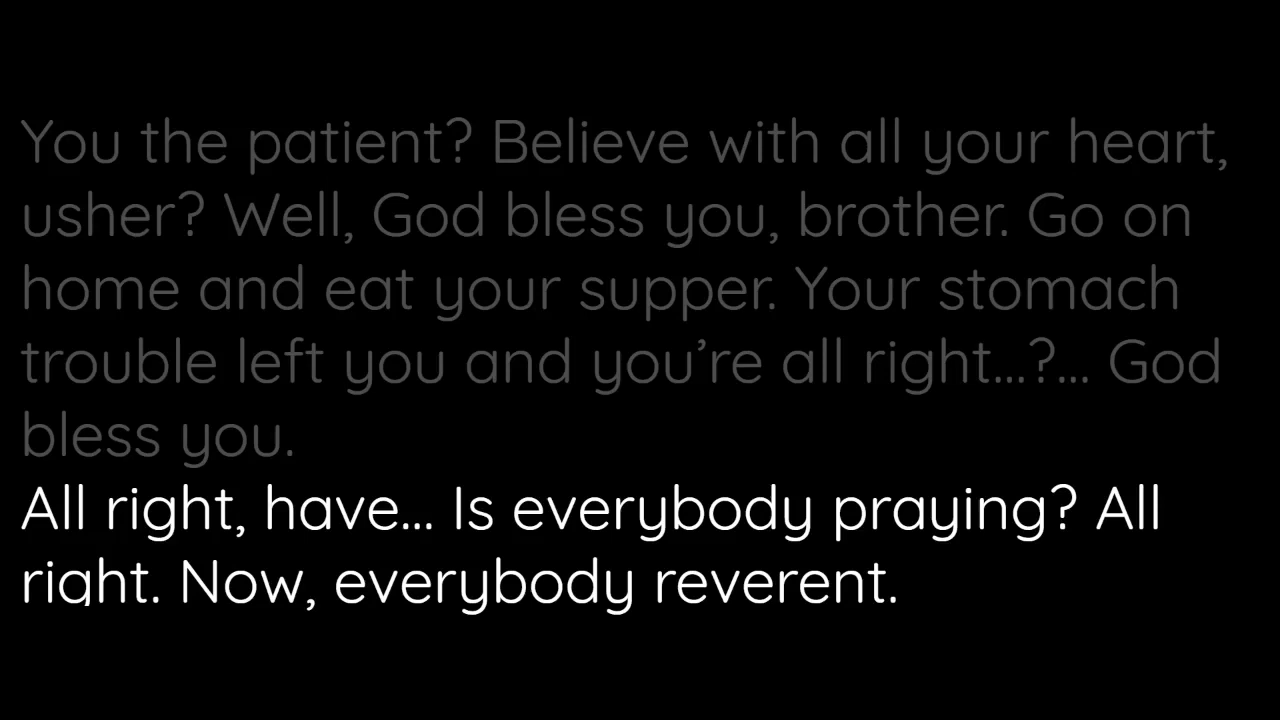 You the patient? Believe with all your heart,
usher? Well, God bless you, brother. Go on
home and eat your supper. Your stomach
trouble left you and you’re all right...?... God
bless you.
All right, have... Is everybody praying? All
right. Now, everybody reverent.